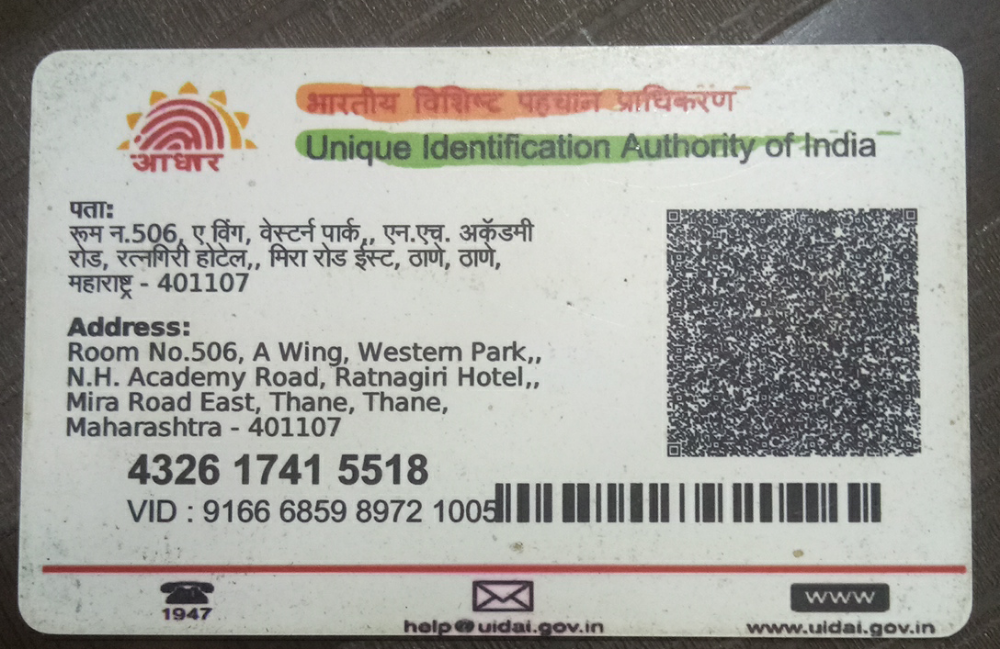 आधार
भारतीय विशिष्ट पहचान प्राधिकरण
Unique Identification Authority of India
पता:
रूम न.506, ए विंग, वेस्टर्न पार्क,, एन.एच. अकॅडमी
रोड, रत्नागिरी होटेल,, मिरा रोड ईस्ट, ठाणे, ठाणे,
महाराष्ट्र - 401107
Address:
Room No.506, A Wing, Western Park,,
N.H. Academy Road, Ratnagiri Hotel,,
Mira Road East, Thane, Thane,
Maharashtra - 401107
4326 1741 5518
VID : 9166 6859 8972 1005
1947
help@uidai.gov.in
www
www.uidai.gov.in